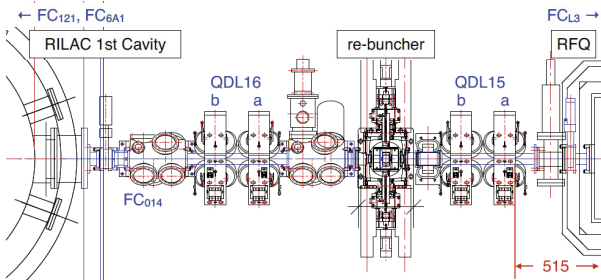 ← FC121, FC6A1
FCL3 →
RILAC 1st Cavity
re-buncher
RFQ
QDL16
b a
QDL15
b a
FC014
515